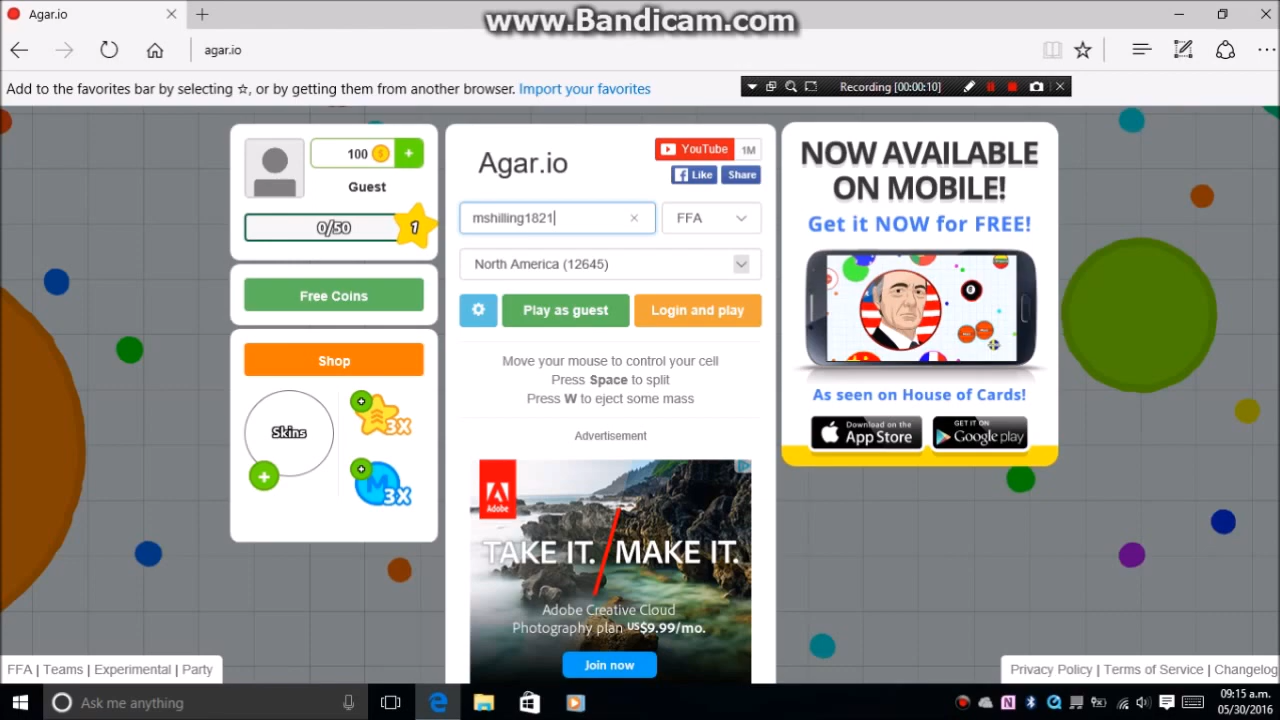 www.Bandicam.com
Agar.io
agar.io
Add to the favorites bar by selecting ☆, or by getting them from another browser. Import your favorites
Recording [00:00:10]
100
Guest
0/50
1
Free Coins
Shop
Skins
3X
M 3X
Agar.io
YouTube 1M
Like Share
mshilling1821
FFA
North America (12645)
Play as guest
Login and play
Move your mouse to control your cell
Press Space to split
Press W to eject some mass
Advertisement
Adobe
TAKE IT. / MAKE IT.
Adobe Creative Cloud
Photography plan US$9.99/mo.
Join now
NOW AVAILABLE
ON MOBILE!
Get it NOW for FREE!
8
As seen on House of Cards!
Download on the
App Store
GET IT ON
Google play
FFA | Teams | Experimental | Party
Privacy Policy | Terms of Service | Changelog
Ask me anything
09:15 a.m.
05/30/2016